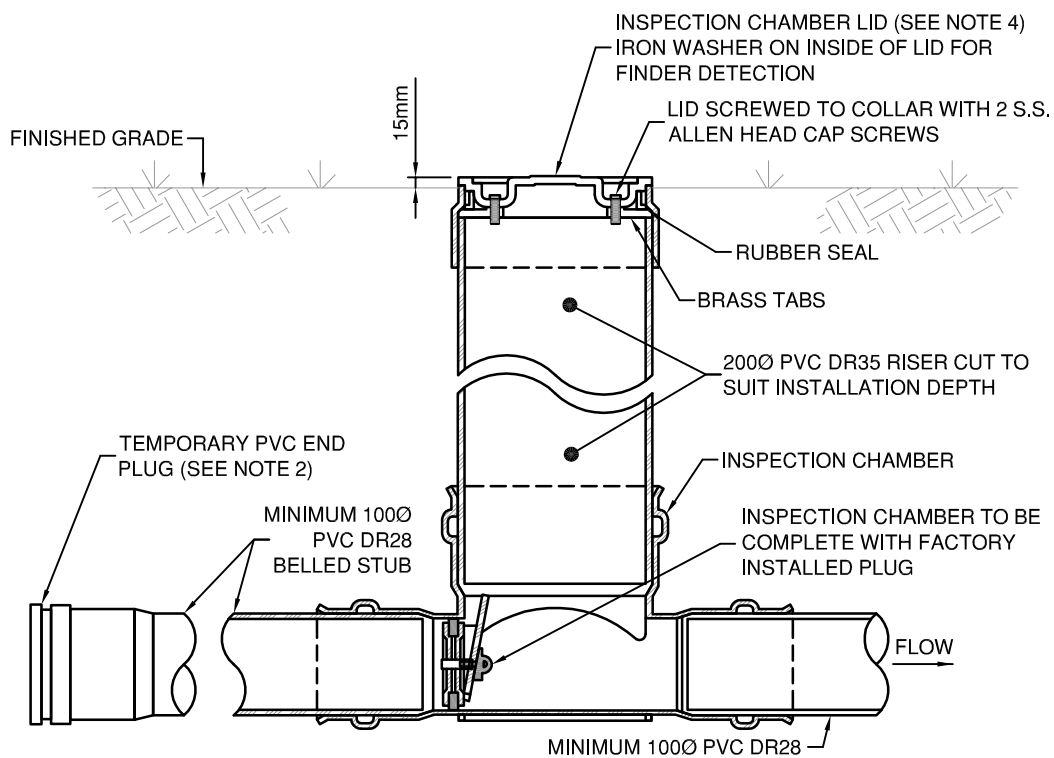 INSPECTION CHAMBER LID (SEE NOTE 4)
IRON WASHER ON INSIDE OF LID FOR
FINDER DETECTION
15mm
LID SCREWED TO COLLAR WITH 2 S.S.
ALLEN HEAD CAP SCREWS
FINISHED GRADE
RUBBER SEAL
BRASS TABS
200Ø PVC DR35 RISER CUT TO
SUIT INSTALLATION DEPTH
TEMPORARY PVC END
PLUG (SEE NOTE 2)
INSPECTION CHAMBER
MINIMUM 100Ø
PVC DR28
BELLED STUB
INSPECTION CHAMBER TO BE
COMPLETE WITH FACTORY
INSTALLED PLUG
FLOW
MINIMUM 100Ø PVC DR28